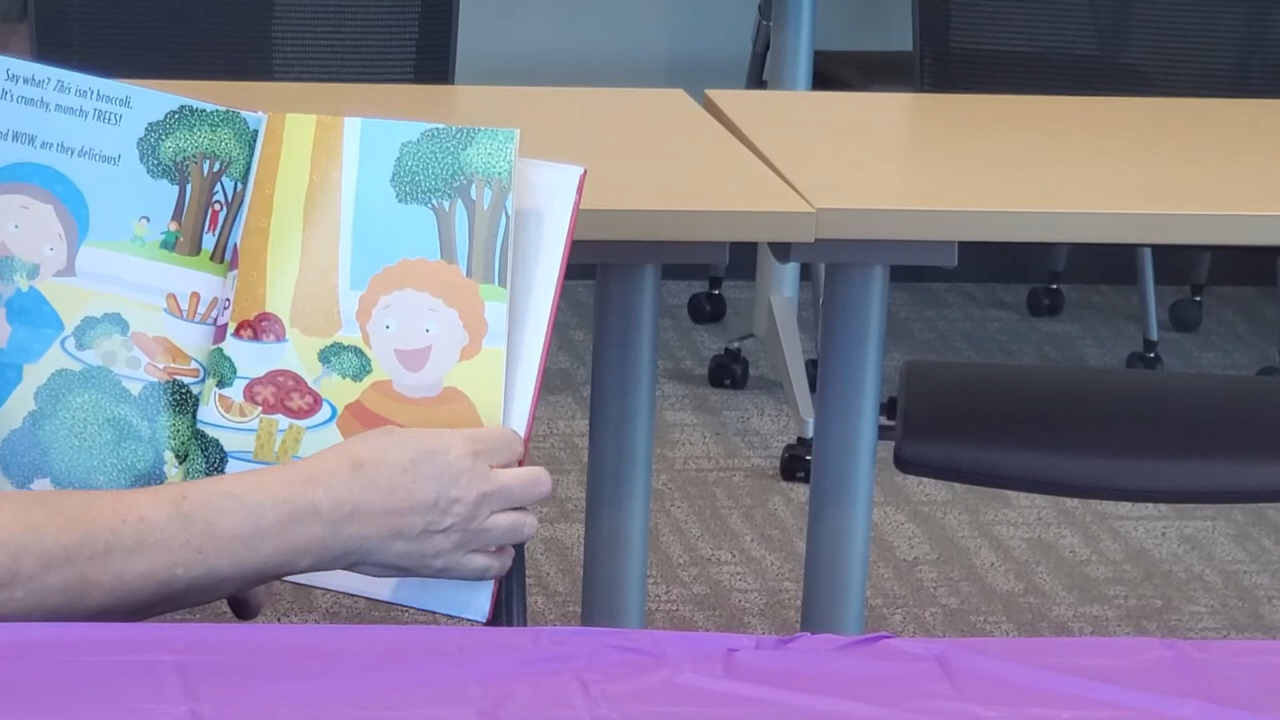 Say what? This isn't broccoli.
It's crunchy, munchy TREES!
nd WOW, are they delicious!